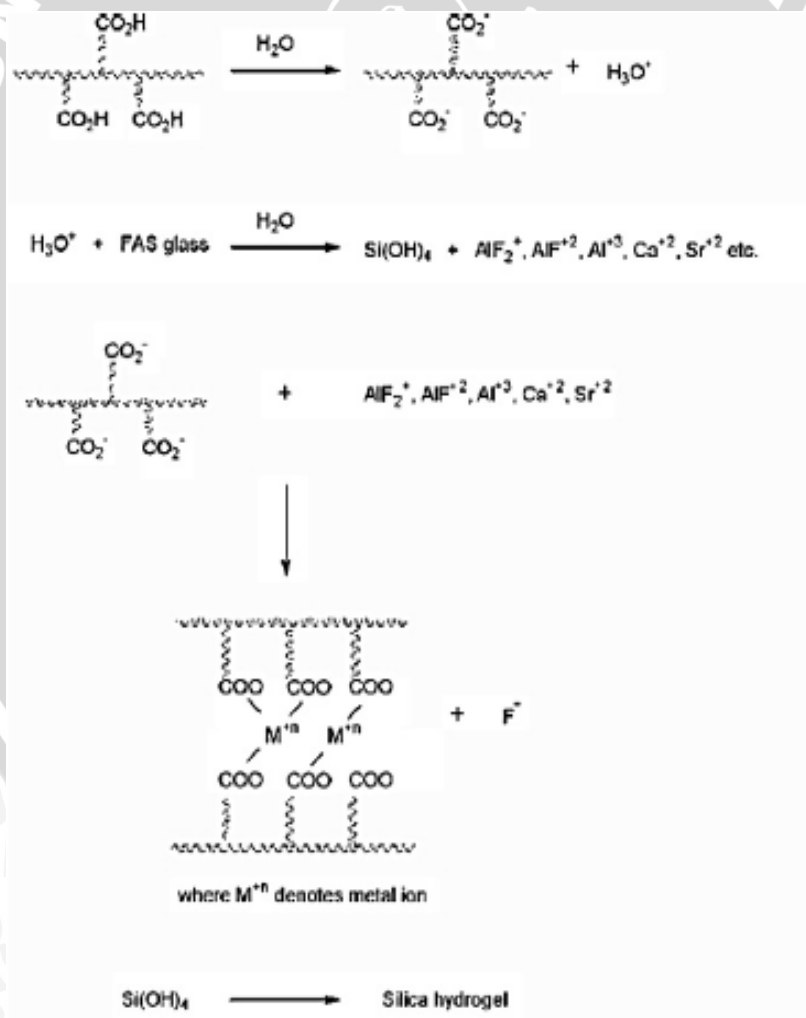 CO₂H CO₂⁻
H₂O
+ H₃O⁺
CO₂H CO₂H CO₂⁻ CO₂⁻
H₂O
H₃O⁺ + FAS glass Si(OH)₄ + AlF₂⁺, AlF⁺², Al⁺³, Ca⁺², Sr⁺² etc.
CO₂⁻
+ AlF₂⁺, AlF⁺², Al⁺³, Ca⁺², Sr⁺²
CO₂⁻ CO₂⁻
COO COO COO
+ F⁻
M⁺ⁿ M⁺ⁿ
COO COO COO
where M⁺ⁿ denotes metal ion
Si(OH)₄ Silica hydrogel